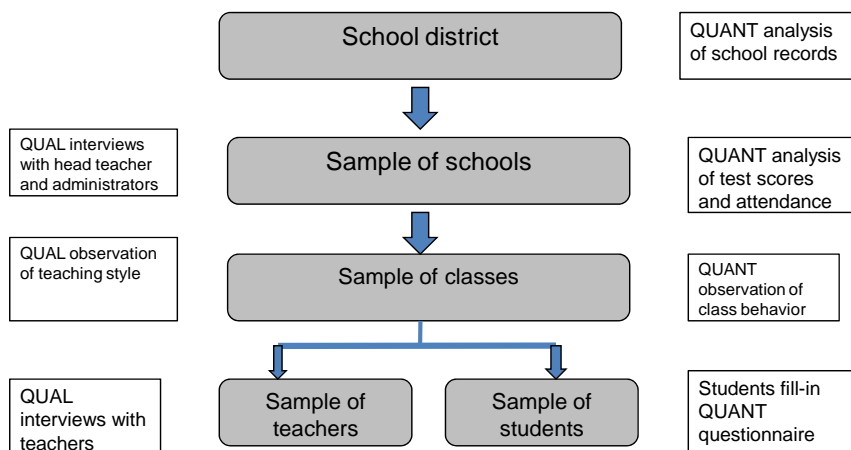 School district
QUANT analysis
of school records
QUAL interviews
with head teacher
and administrators
Sample of schools
QUANT analysis
of test scores
and attendance
QUAL observation
of teaching style
Sample of classes
QUANT
observation of
class behavior
QUAL
interviews with
teachers
Sample of
teachers
Sample of
students
Students fill-in
QUANT
questionnaire